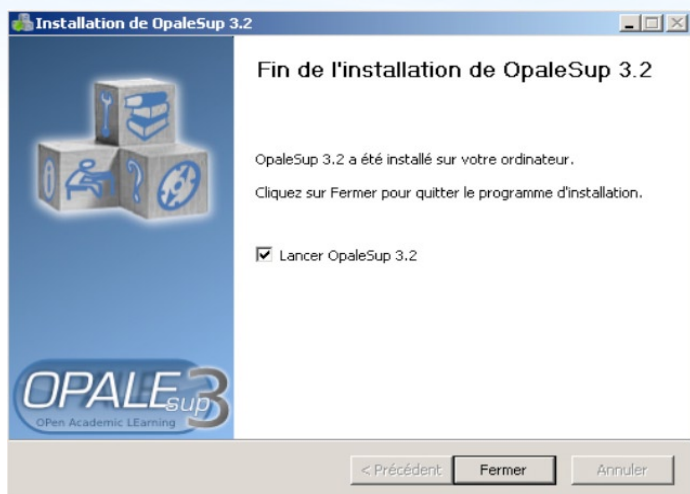 Installation de OpaleSup 3.2
Fin de l'installation de OpaleSup 3.2
OpaleSup 3.2 a été installé sur votre ordinateur.
Cliquez sur Fermer pour quitter le programme d'installation.
Lancer OpaleSup 3.2
OPALE sup 3
OPen Academic LEarning
< Précédent
Fermer
Annuler